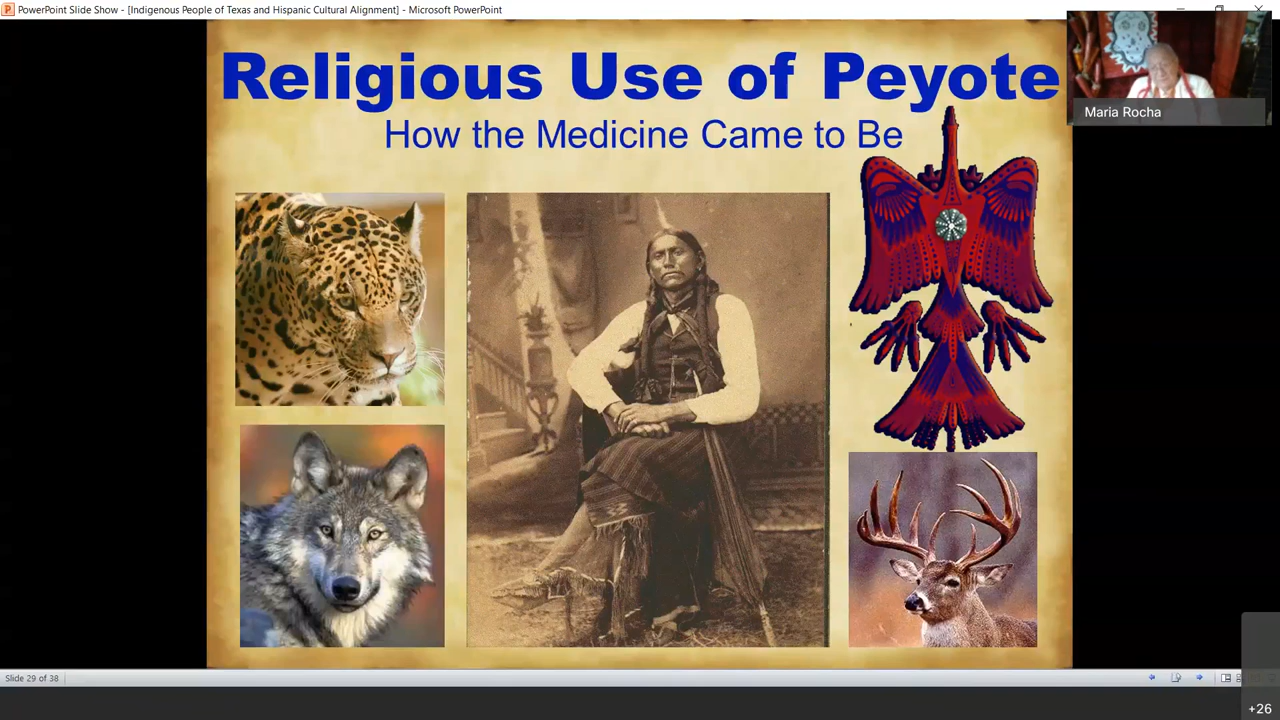 PowerPoint Slide Show - [Indigenous People of Texas and Hispanic Cultural Alignment] - Microsoft PowerPoint
Religious Use of Peyote
How the Medicine Came to Be
Maria Rocha
Slide 29 of 38
+26